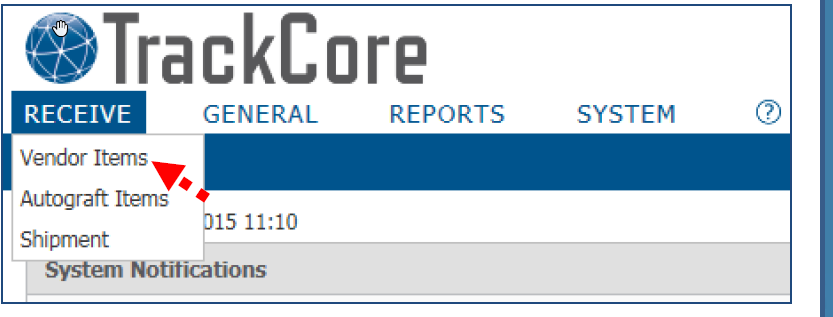 TrackCore
RECEIVE GENERAL REPORTS SYSTEM ?
Vendor Items
Autograft Items
015 11:10
Shipment
System Notifications